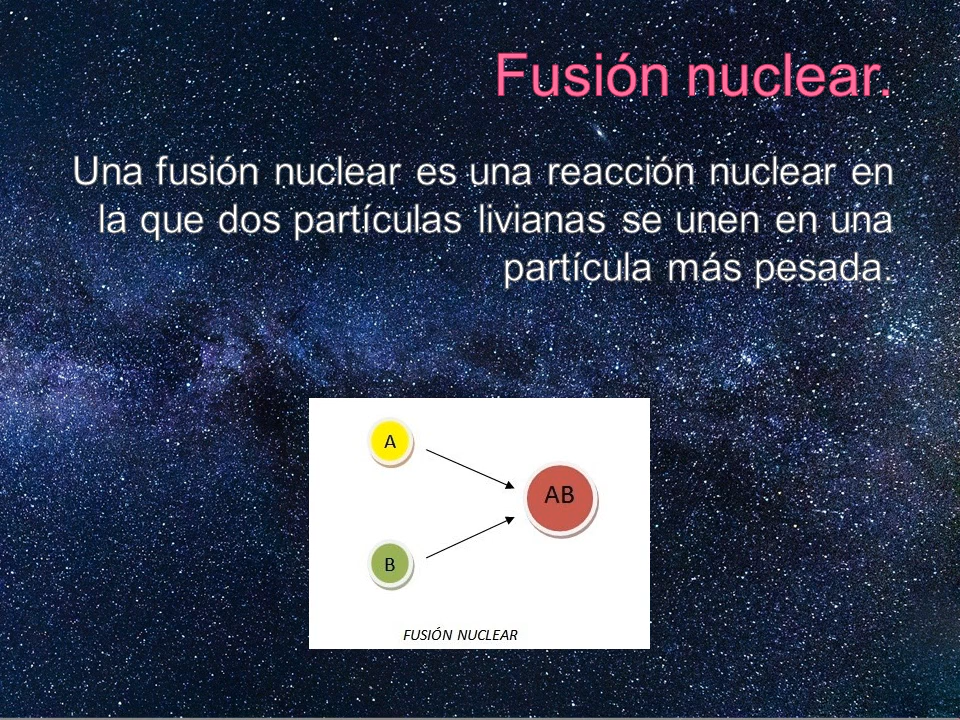 Fusión nuclear.
Una fusión nuclear es una reacción nuclear en
la que dos partículas livianas se unen en una
partícula más pesada.
A
AB
B
FUSIÓN NUCLEAR